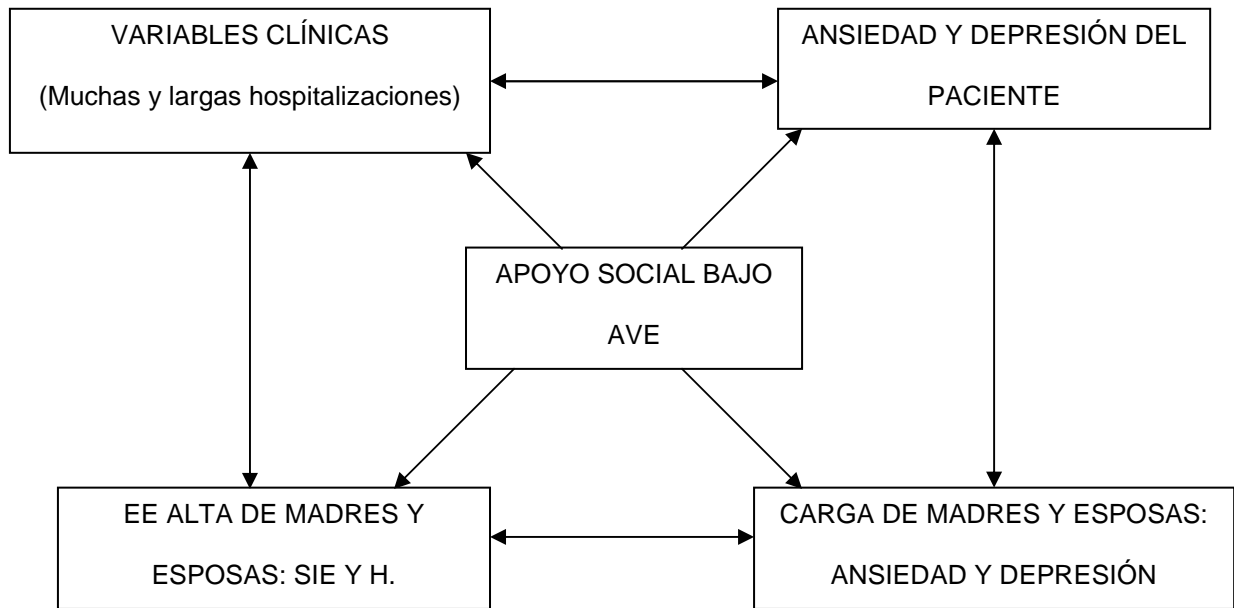 VARIABLES CLÍNICAS
(Muchas y largas hospitalizaciones)
ANSIEDAD Y DEPRESIÓN DEL
PACIENTE
APOYO SOCIAL BAJO
AVE
EE ALTA DE MADRES Y
ESPOSAS: SIE Y H.
CARGA DE MADRES Y ESPOSAS:
ANSIEDAD Y DEPRESIÓN